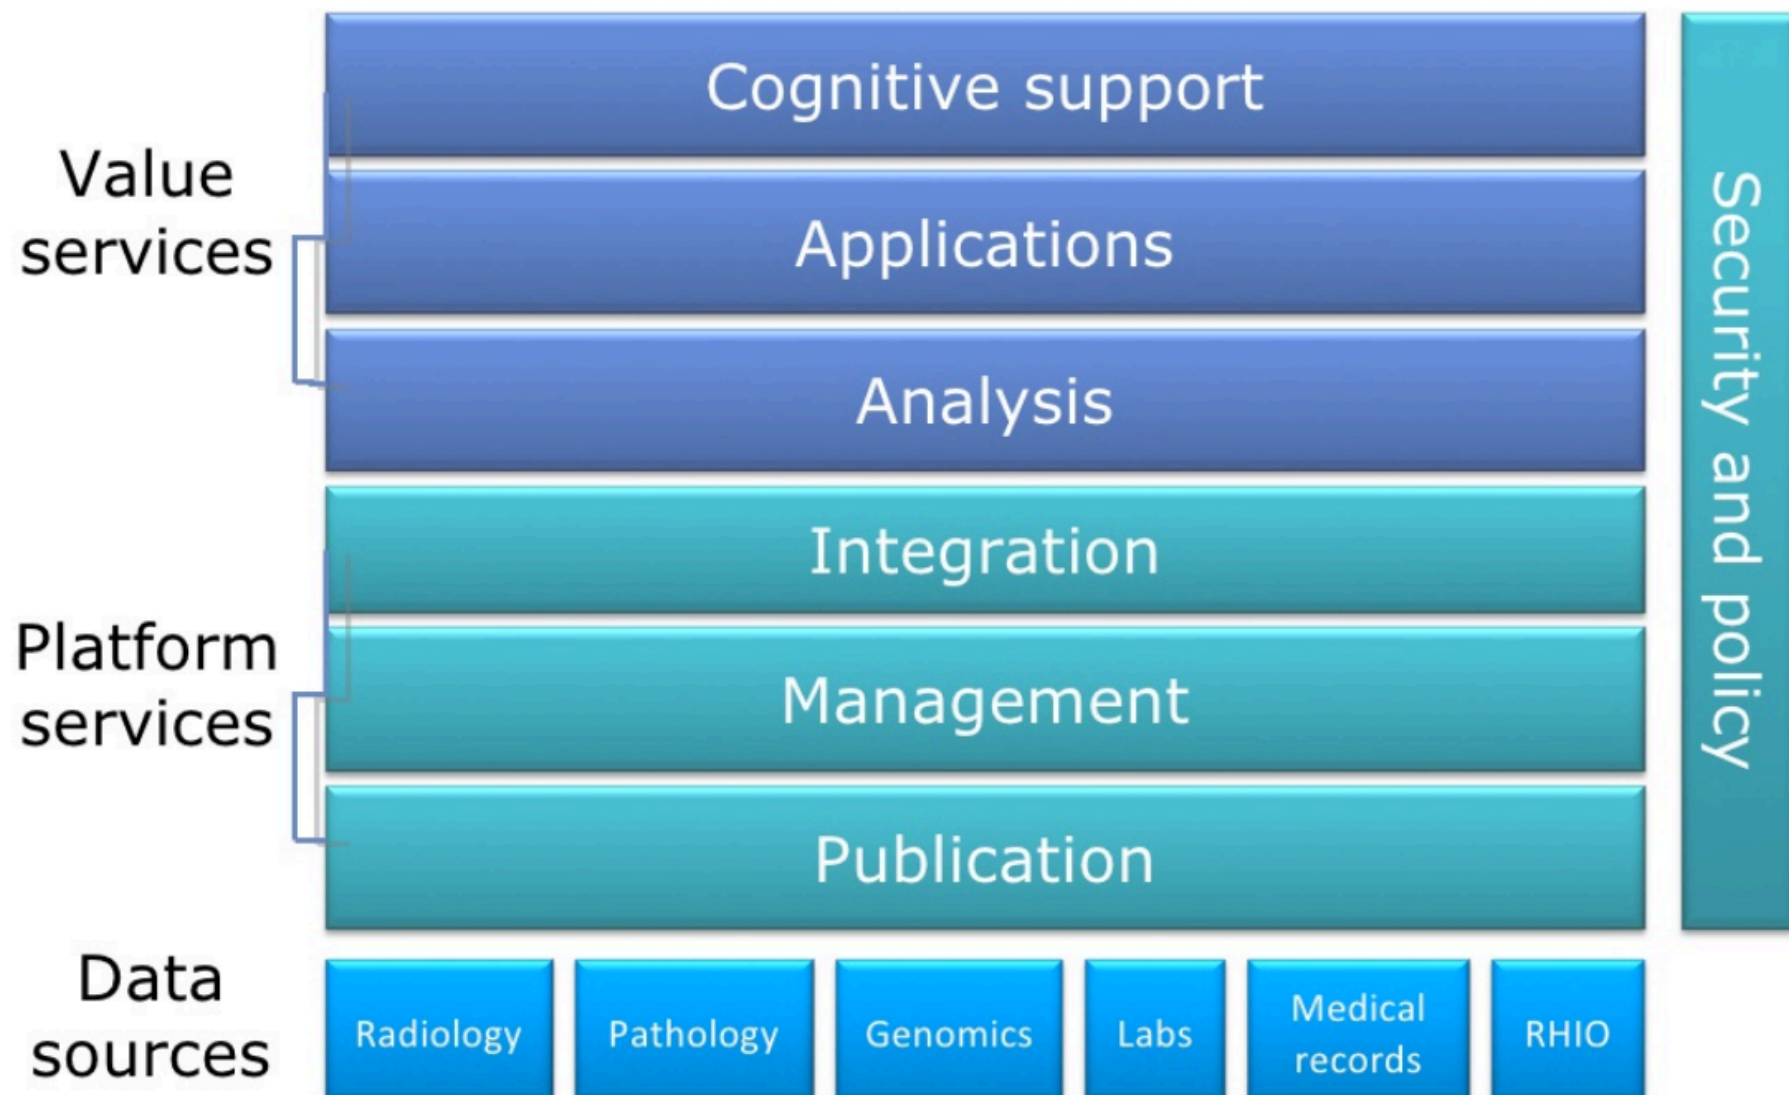 Value
services
Cognitive support
Applications
Analysis
Platform
services
Integration
Management
Publication
Security and policy
Data
sources
Radiology
Pathology
Genomics
Labs
Medical
records
RHIO